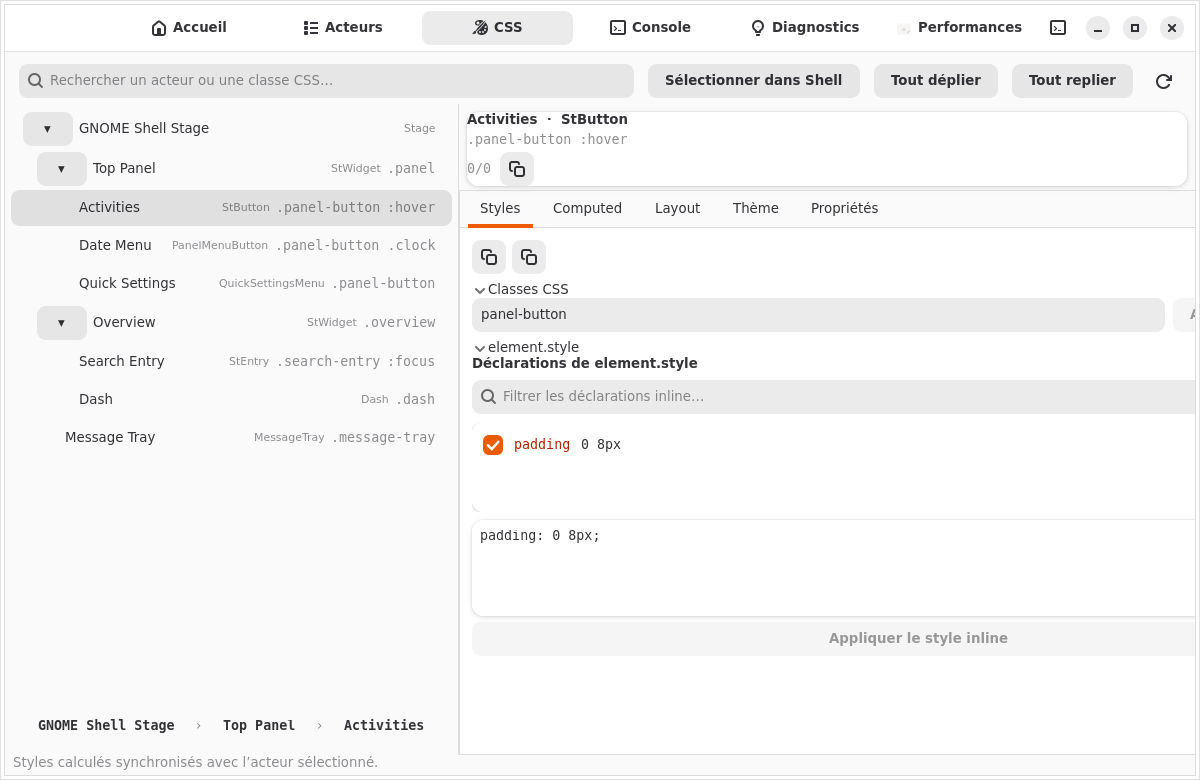 Accueil Acteurs CSS Console Diagnostics Performances
Rechercher un acteur ou une classe CSS… Sélectionner dans Shell Tout déplier Tout replier
GNOME Shell Stage Stage
Top Panel StWidget .panel
Activities StButton .panel-button :hover
Date Menu PanelMenuButton .panel-button .clock
Quick Settings QuickSettingsMenu .panel-button
Overview StWidget .overview
Search Entry StEntry .search-entry :focus
Dash Dash .dash
Message Tray MessageTray .message-tray
GNOME Shell Stage › Top Panel › Activities
Activities · StButton
.panel-button :hover
0/0
Styles Computed Layout Thème Propriétés
Classes CSS
panel-button
element.style
Déclarations de element.style
Filtrer les déclarations inline…
padding 0 8px
padding: 0 8px;
Appliquer le style inline
Styles calculés synchronisés avec l’acteur sélectionné.